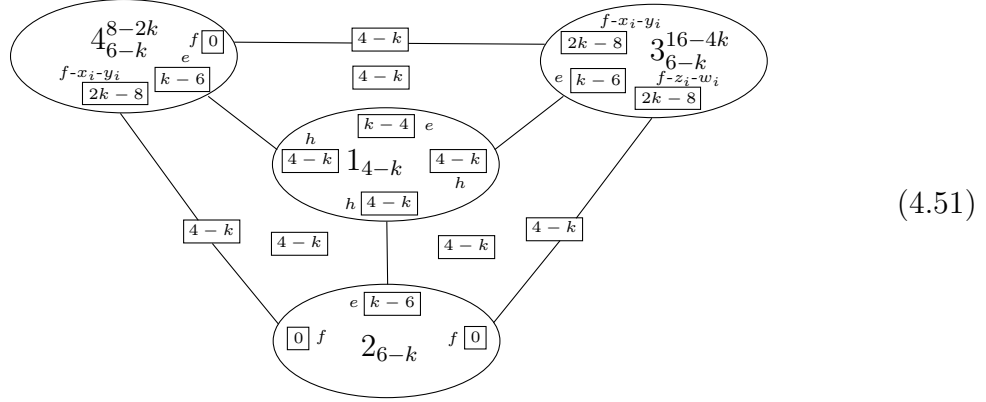 4^{8-2k}_{6-k}
f 0
e
k − 6
f-x_i-y_i
2k − 8
4 − k
4 − k
f-x_i-y_i
2k − 8
3^{16-4k}_{6-k}
e k − 6
f-z_i-w_i
2k − 8
k − 4 e
h
4 − k
1_{4-k}
4 − k
h
h 4 − k
(4.51)
4 − k
4 − k
4 − k
4 − k
e k − 6
0 f
f 0
2_{6-k}